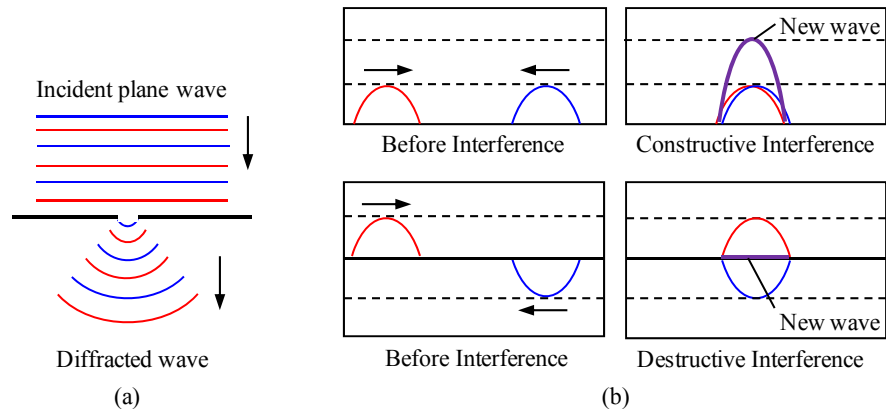 Incident plane wave
Diffracted wave
(a)
Before Interference
New wave
Constructive Interference
Before Interference
New wave
Destructive Interference
(b)